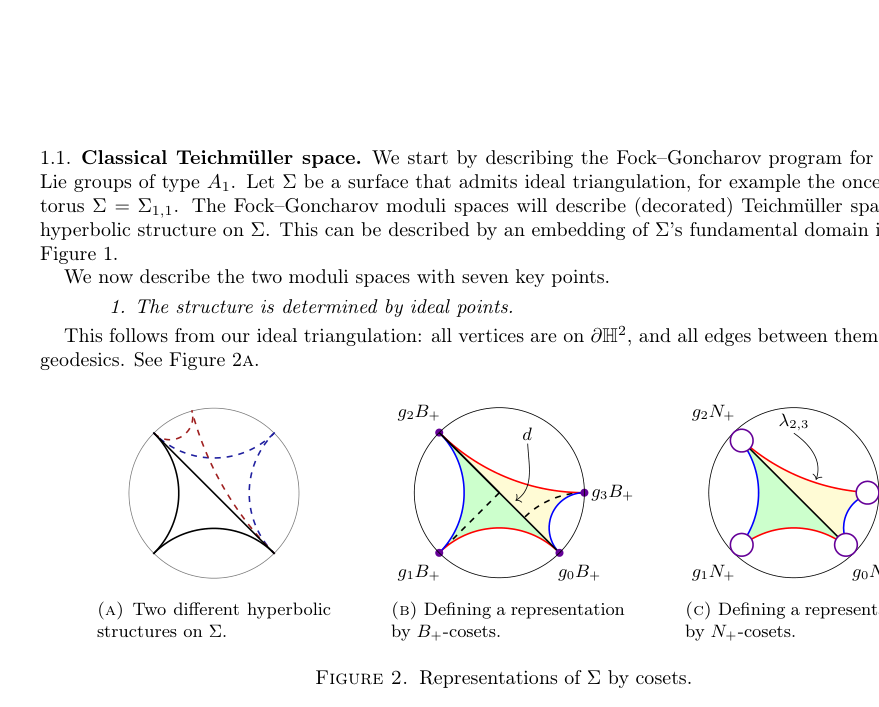 1.1. Classical Teichmüller space. We start by describing the Fock–Goncharov program for
Lie groups of type A₁. Let Σ be a surface that admits ideal triangulation, for example the once
torus Σ = Σ₁,₁. The Fock–Goncharov moduli spaces will describe (decorated) Teichmüller spa
hyperbolic structure on Σ. This can be described by an embedding of Σ's fundamental domain i
Figure 1.
We now describe the two moduli spaces with seven key points.
1. The structure is determined by ideal points.
This follows from our ideal triangulation: all vertices are on ∂ℍ², and all edges between them
geodesics. See Figure 2A.
g₂B₊
d
g₃B₊
g₁B₊
g₀B₊
g₂N₊
λ₂,₃
g₁N₊
g₀N
(A) Two different hyperbolic
structures on Σ.
(B) Defining a representation
by B₊-cosets.
(C) Defining a represent
by N₊-cosets.
FIGURE 2. Representations of Σ by cosets.